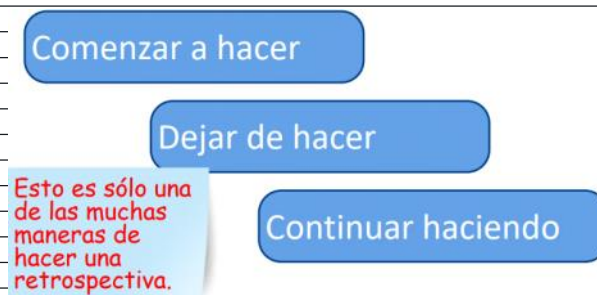 Comenzar a hacer
Dejar de hacer
Esto es sólo una
de las muchas
maneras de
hacer una
retrospectiva.
Continuar haciendo